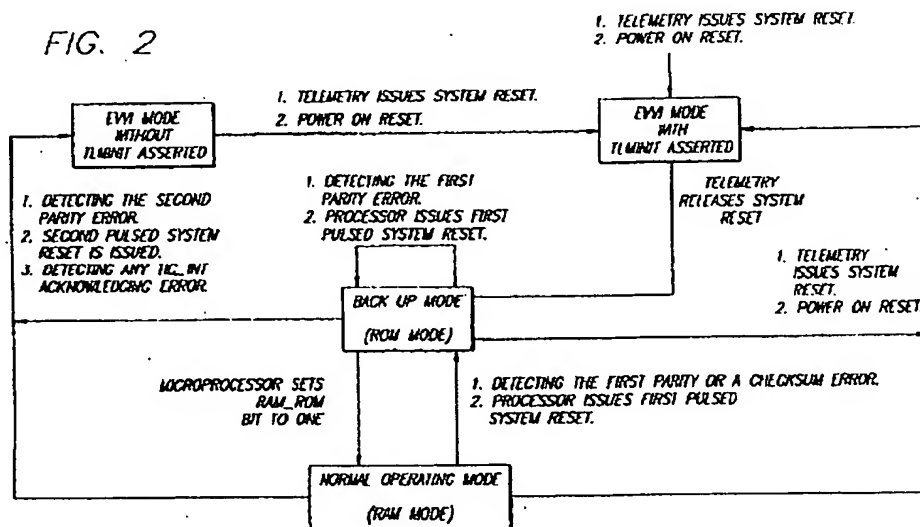 FIG. 2
1. TELEMETRY ISSUES SYSTEM RESET.
2. POWER ON RESET.
EVVI MODE
WITHOUT
TLMINIT ASSERTED
1. TELEMETRY ISSUES SYSTEM RESET.
2. POWER ON RESET.
EVVI MODE
WITH
TLMINIT ASSERTED
1. DETECTING THE SECOND
PARITY ERROR.
2. SECOND PULSED SYSTEM
RESET IS ISSUED.
3. DETECTING ANY TIC_INT
ACKNOWLEDGING ERROR.
1. DETECTING THE FIRST
PARITY ERROR.
2. PROCESSOR ISSUES FIRST
PULSED SYSTEM RESET.
TELEMETRY
RELEASES SYSTEM
RESET
BACK UP MODE
(ROM MODE)
1. TELEMETRY
ISSUES SYSTEM
RESET.
2. POWER ON RESET.
MICROPROCESSOR SETS
RAM_ROM
BIT TO ONE
1. DETECTING THE FIRST PARITY OR A CHECKSUM ERROR.
2. PROCESSOR ISSUES FIRST PULSED
SYSTEM RESET.
NORMAL OPERATING MODE
(RAM MODE)